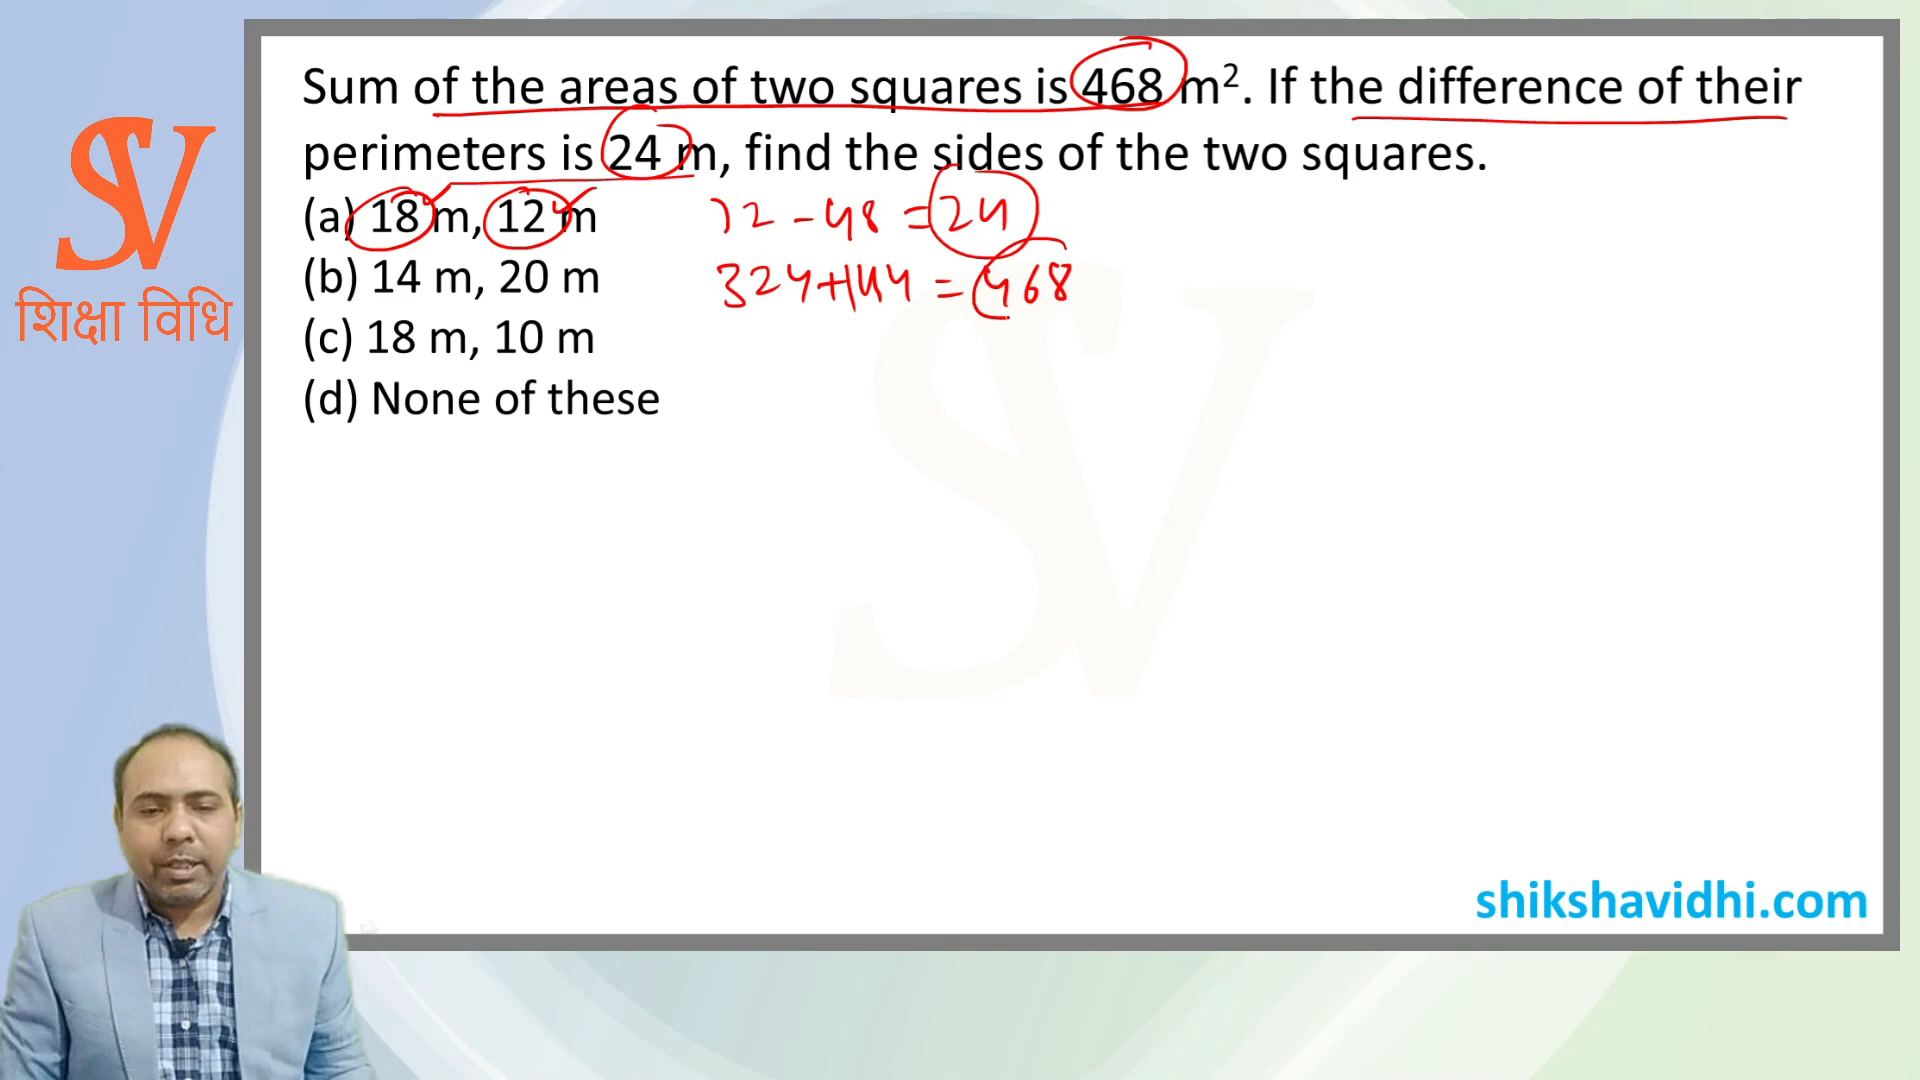 Sum of the areas of two squares is 468 m². If the difference of their
perimeters is 24 m, find the sides of the two squares.
(a) 18 m, 12 m
72 - 48 = 24
(b) 14 m, 20 m
324+144 = 468
(c) 18 m, 10 m
(d) None of these
SV
शिक्षा विधि
SV
shikshavidhi.com